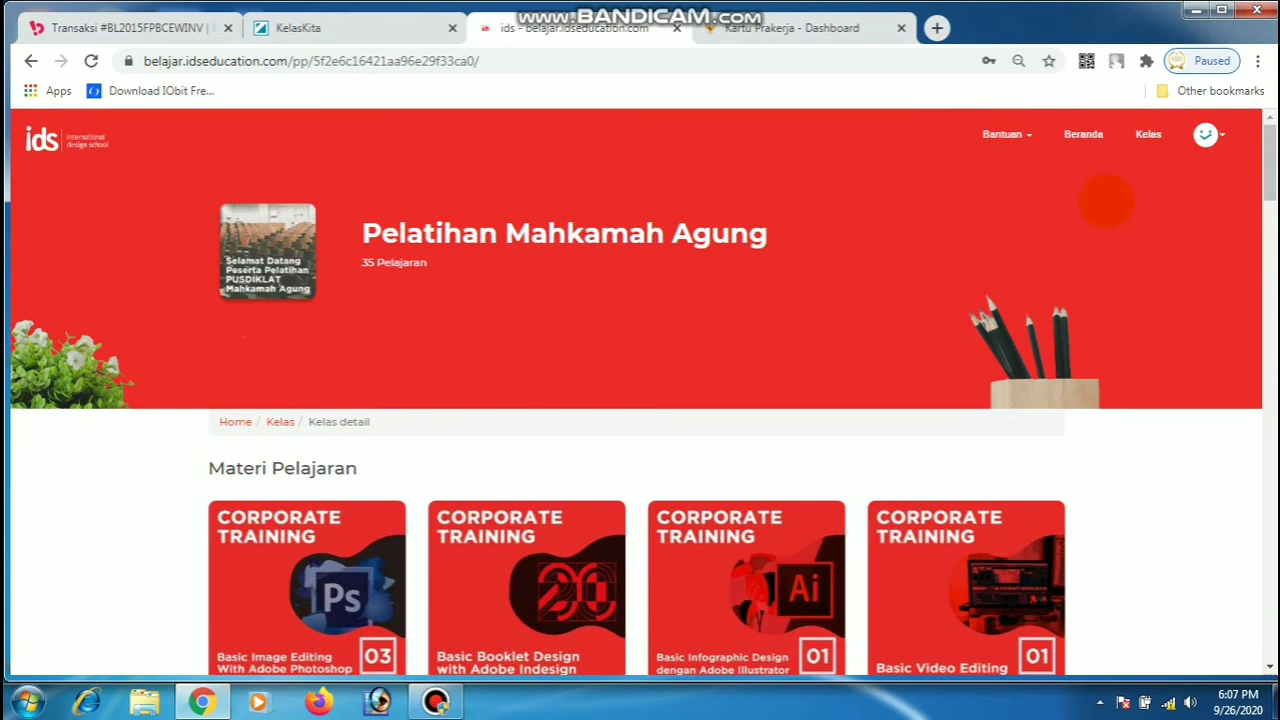 www.BANDICAM.com
Transaksi #BL2015FPBCEWINV |
KelasKita
ids - belajar.idseducation.com
Kartu Prakerja - Dashboard
belajar.idseducation.com/pp/5f2e6c16421aa96e29f33ca0/
Paused
Apps
Download IObit Fre...
Other bookmarks
ids international
design school
Bantuan
Beranda
Kelas
Selamat Datang
Peserta Pelatihan
PUSDIKLAT
Mahkamah Agung
Pelatihan Mahkamah Agung
35 Pelajaran
Home / Kelas / Kelas detail
Materi Pelajaran
CORPORATE
TRAINING
Ps
Basic Image Editing
With Adobe Photoshop
03
CORPORATE
TRAINING
20
Basic Booklet Design
with Adobe Indesign
CORPORATE
TRAINING
Ai
Basic Infographic Design
dengan Adobe Illustrator
01
CORPORATE
TRAINING
Basic Video Editing
01
6:07 PM
9/26/2020